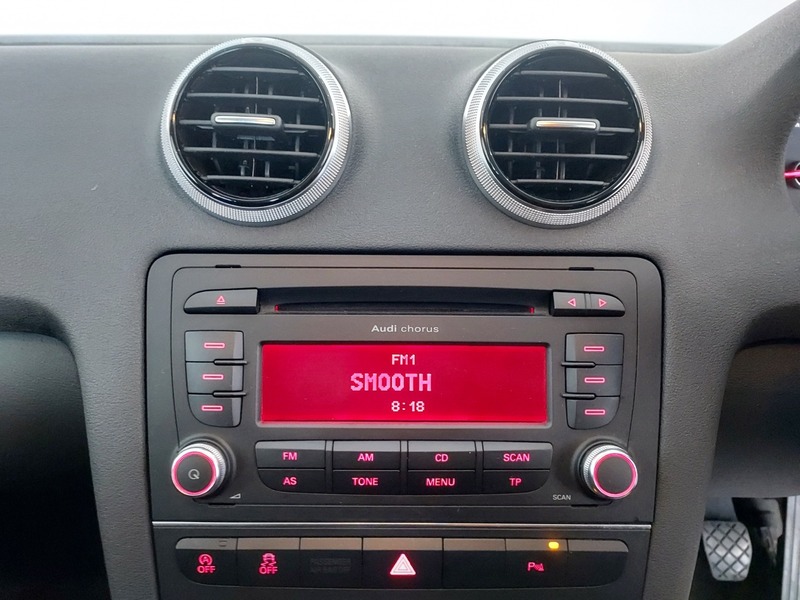 Audi chorus
FM1
SMOOTH
8:18
FM AM CD SCAN
AS TONE MENU TP
SCAN
OFF OFF P